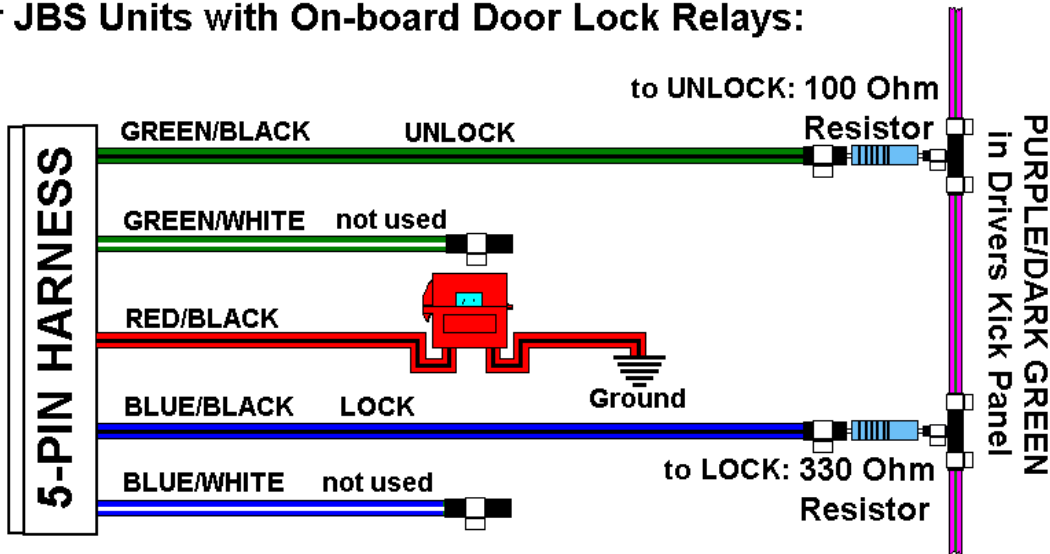 JBS Units with On-board Door Lock Relays:
to UNLOCK: 100 Ohm
Resistor
GREEN/BLACK UNLOCK
GREEN/WHITE not used
RED/BLACK
Ground
BLUE/BLACK LOCK
to LOCK: 330 Ohm
Resistor
BLUE/WHITE not used
5-PIN HARNESS
PURPLE/DARK GREEN
in Drivers Kick Panel